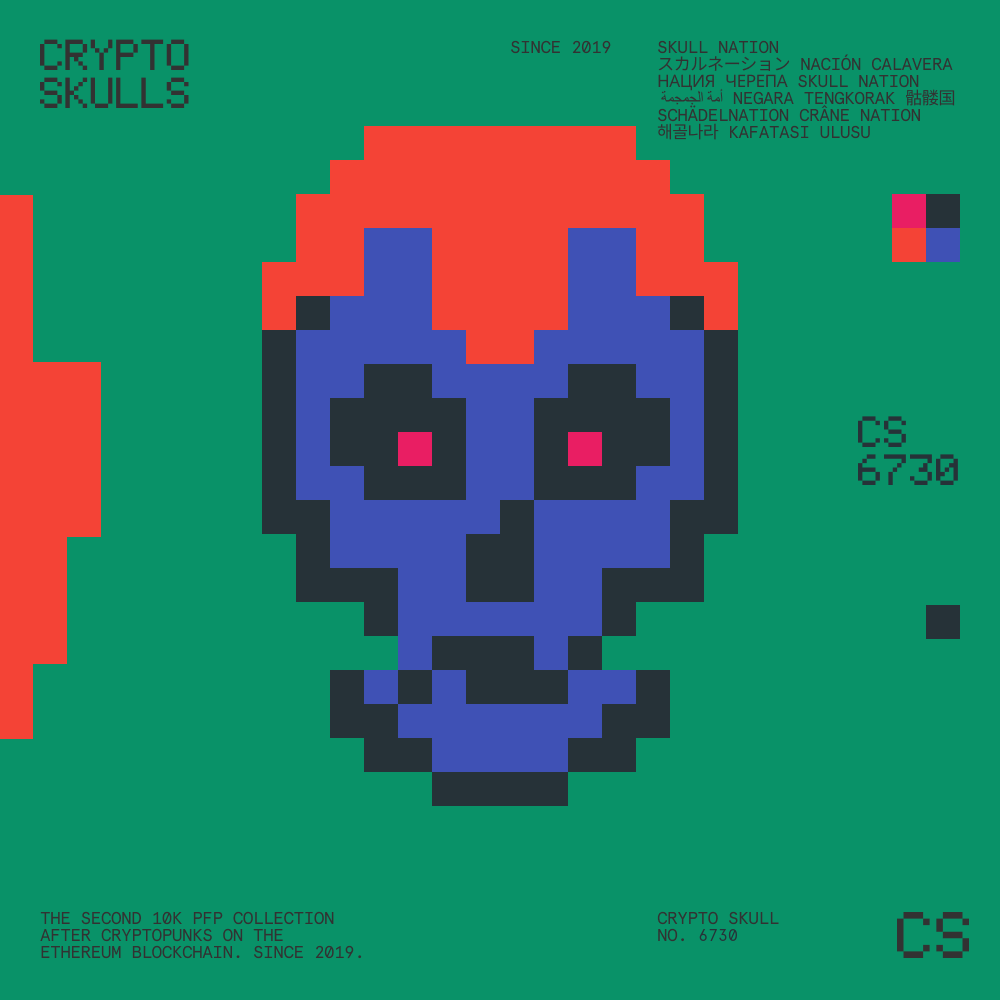 CRYPTO
SKULLS
SINCE 2019
SKULL NATION
スカルネーション NACIÓN CALAVERA
НАЦИЯ ЧЕРЕПА SKULL NATION
أمة الجمجمة NEGARA TENGKORAK 骷髅国
SCHÄDELNATION CRÂNE NATION
해골나라 KAFATASI ULUSU
CS
6730
THE SECOND 10K PFP COLLECTION
AFTER CRYPTOPUNKS ON THE
ETHEREUM BLOCKCHAIN. SINCE 2019.
CRYPTO SKULL
NO. 6730
CS